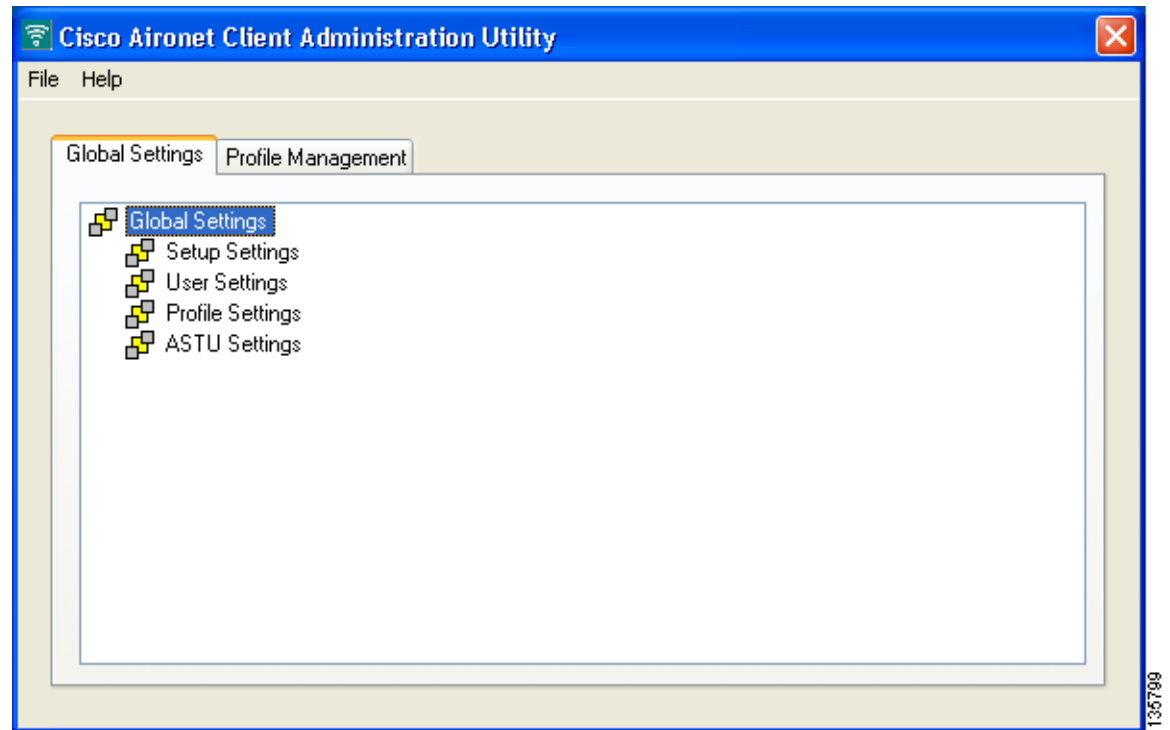 Cisco Aironet Client Administration Utility
File Help
Global Settings Profile Management
Global Settings
Setup Settings
User Settings
Profile Settings
ASTU Settings
135799